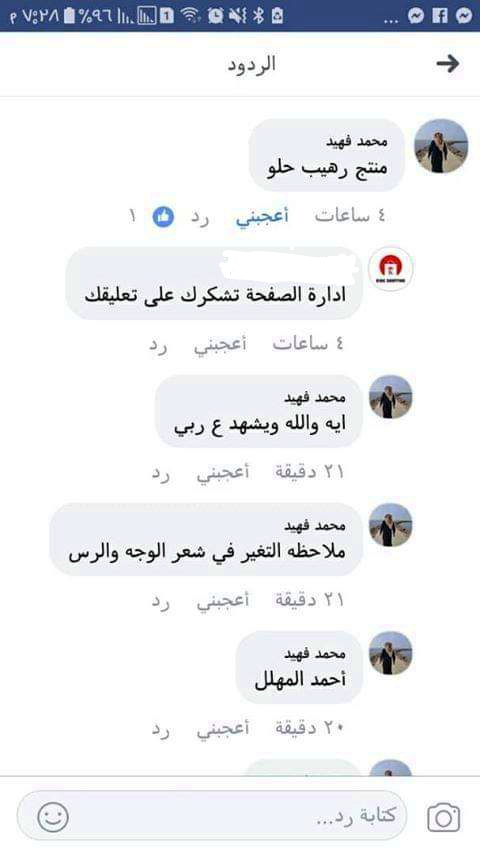 ٧:٢٨ م
%٩٦
1
...
الردود
محمد فهيد
منتج رهيب حلو
٤ ساعات أعجبني رد ١
ادارة الصفحة تشكرك على تعليقك
٤ ساعات أعجبني رد
محمد فهيد
ايه والله ويشهد ع ربي
٢١ دقيقة أعجبني رد
محمد فهيد
ملاحظه التغير في شعر الوجه والرس
٢١ دقيقة أعجبني رد
محمد فهيد
أحمد المهلل
٢٠ دقيقة أعجبني رد
كتابة رد...